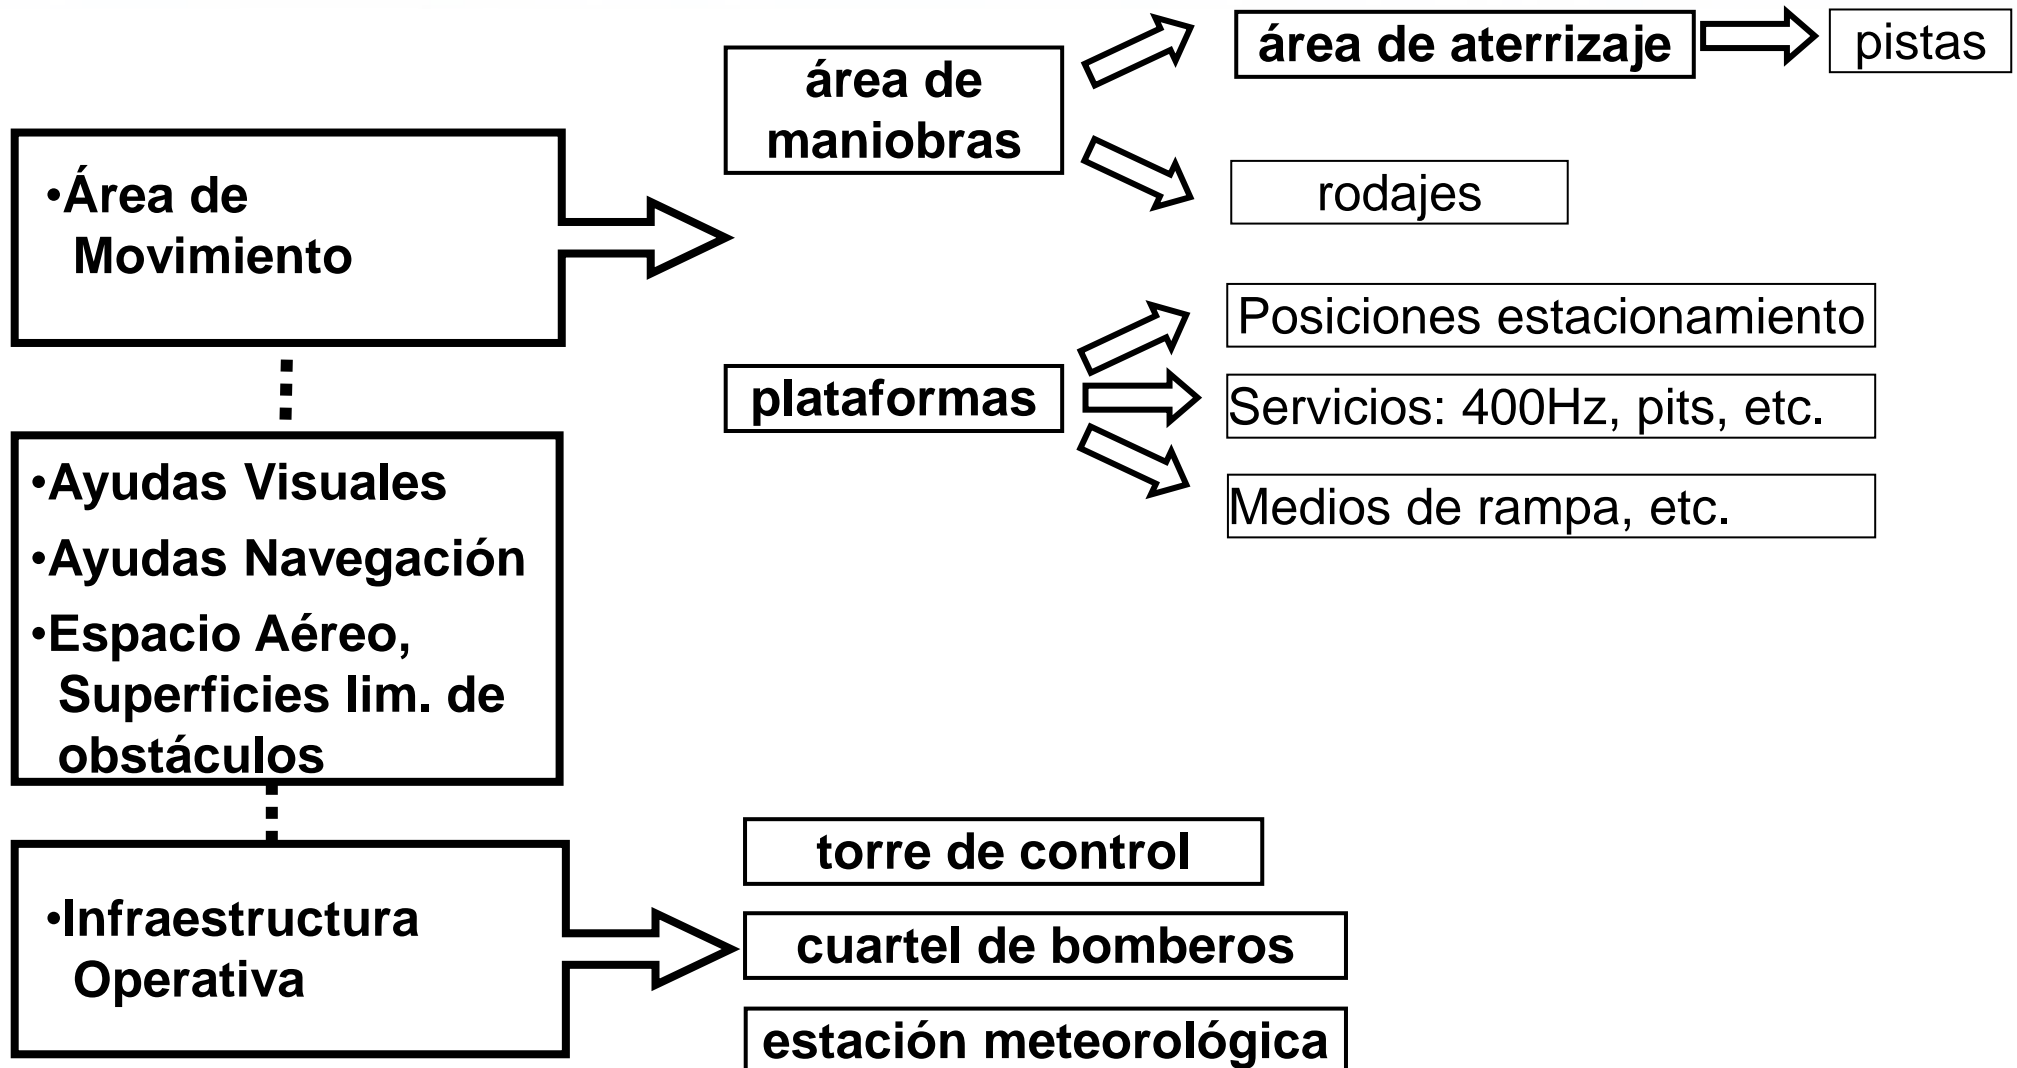 •Área de
Movimiento
área de
maniobras
área de aterrizaje
pistas
rodajes
plataformas
Posiciones estacionamiento
Servicios: 400Hz, pits, etc.
Medios de rampa, etc.
•Ayudas Visuales
•Ayudas Navegación
•Espacio Aéreo,
Superficies lim. de
obstáculos
•Infraestructura
Operativa
torre de control
cuartel de bomberos
estación meteorológica